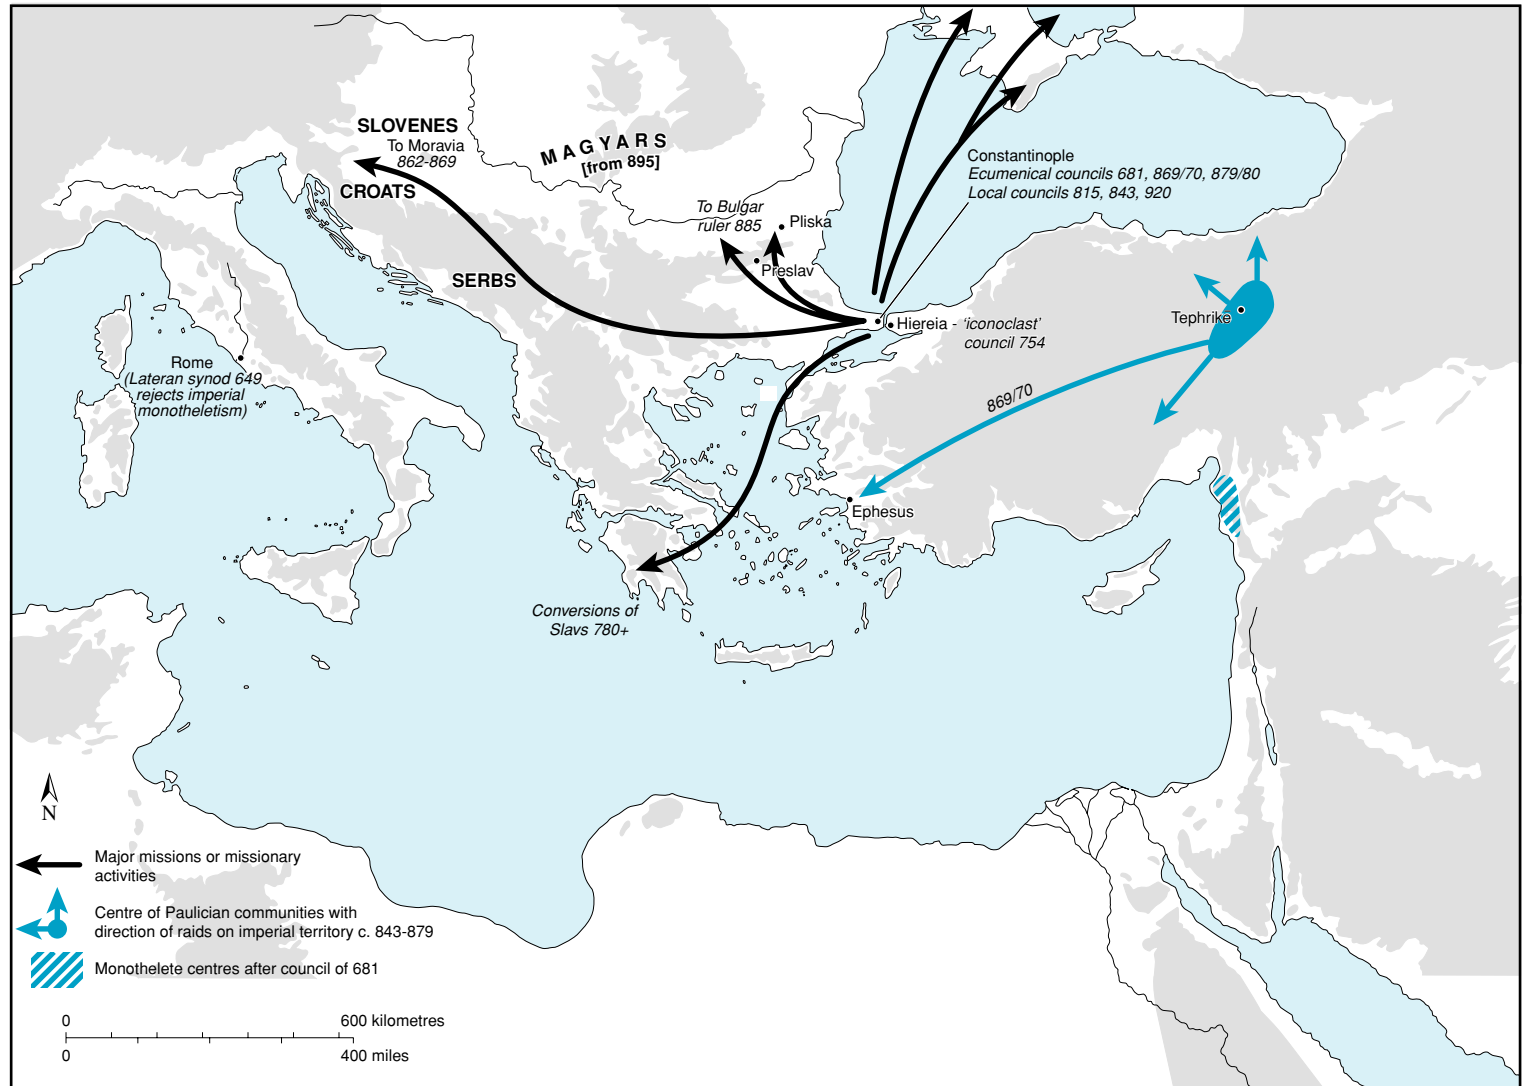 SLOVENES
To Moravia
862-869
MAGYARS
[from 895]
CROATS
SERBS
To Bulgar
ruler 885
Pliska
Preslav
Constantinople
Ecumenical councils 681, 869/70, 879/80
Local councils 815, 843, 920
Hiereia - ‘iconoclast’
council 754
Tephrike
869/70
Rome
(Lateran synod 649
rejects imperial
monotheletism)
Ephesus
Conversions of
Slavs 780+
N
Major missions or missionary
activities
Centre of Paulician communities with
direction of raids on imperial territory c. 843-879
Monothelete centres after council of 681
0 600 kilometres
0 400 miles